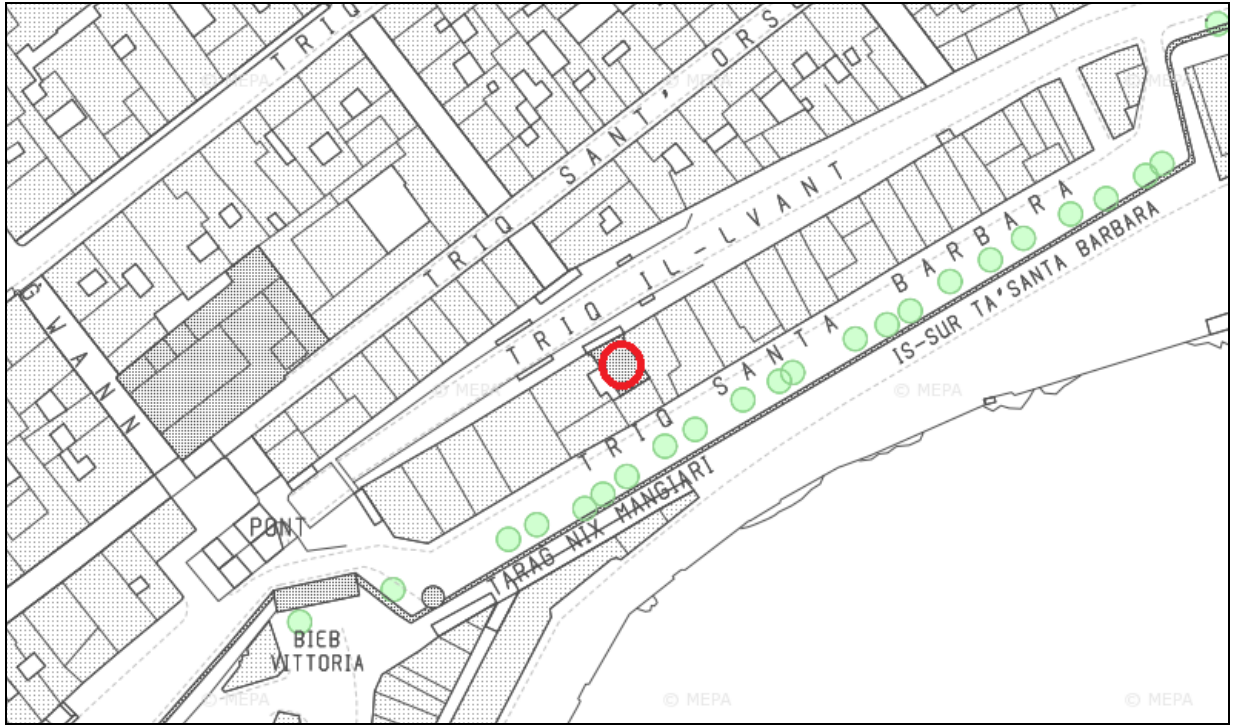 © MEPA
TRIQ
© MEPA
© MEPA
TRIQ SANT' ORS
TRIQ IL-LVANT
TRIQ SANTA BARBARA
IS-SUR TA'SANTA BARBARA
GWANN
© MEPA
© MEPA
PONT
TARAG NIX MANGIARI
BIEB
VITTORIA
© MEPA
© MEPA
© MEPA